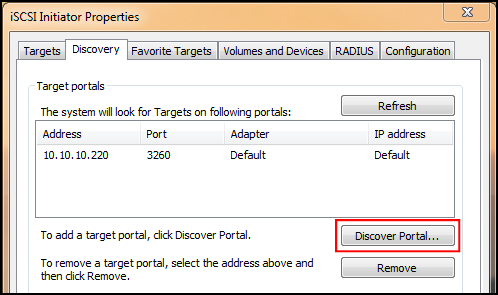 iSCSI Initiator Properties
Targets Discovery Favorite Targets Volumes and Devices RADIUS Configuration
Target portals
The system will look for Targets on following portals: Refresh
Address Port Adapter IP address
10.10.10.220 3260 Default Default
To add a target portal, click Discover Portal. Discover Portal...
To remove a target portal, select the address above and
then click Remove. Remove